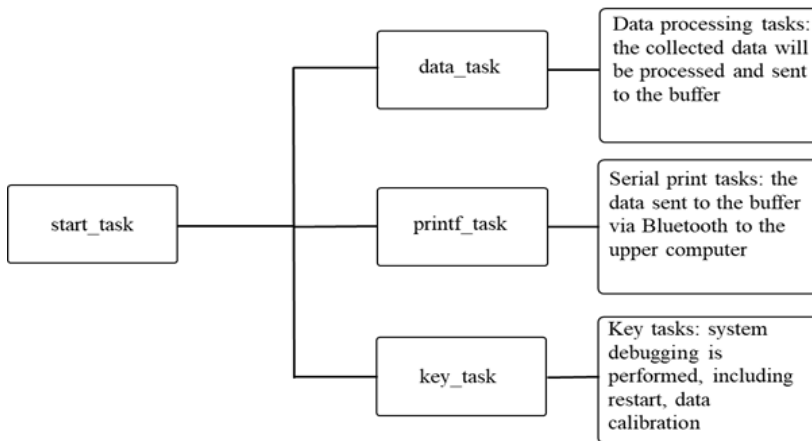 data_task
Data processing tasks:
the collected data will
be processed and sent
to the buffer
start_task
printf_task
Serial print tasks: the
data sent to the buffer
via Bluetooth to the
upper computer
key_task
Key tasks: system
debugging is
performed, including
restart, data
calibration